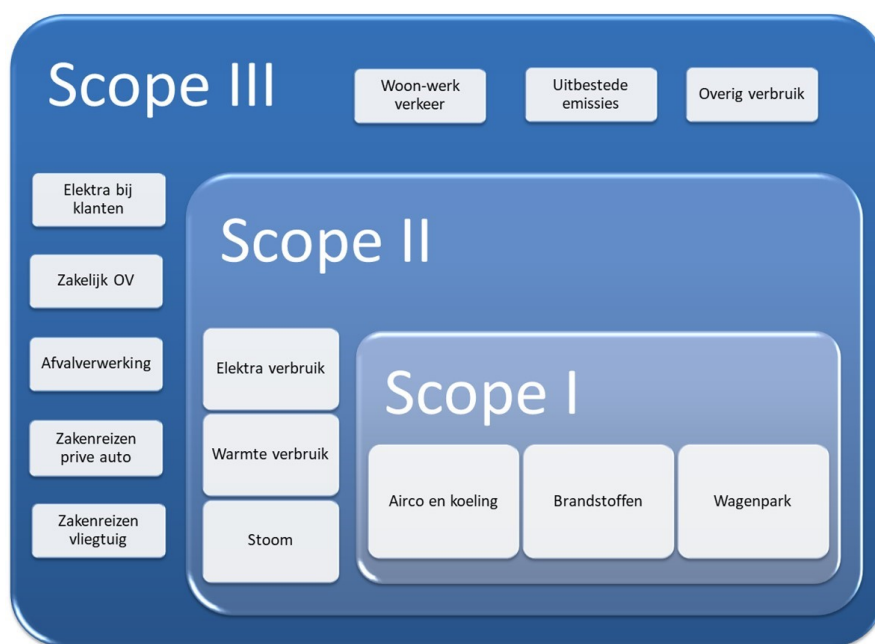 Scope III
Woon-werk
verkeer
Uitbestede
emissies
Overig verbruik
Elektra bij
klanten
Zakelijk OV
Afvalverwerking
Zakenreizen
prive auto
Zakenreizen
vliegtuig
Scope II
Elektra verbruik
Warmte verbruik
Stoom
Scope I
Airco en koeling
Brandstoffen
Wagenpark